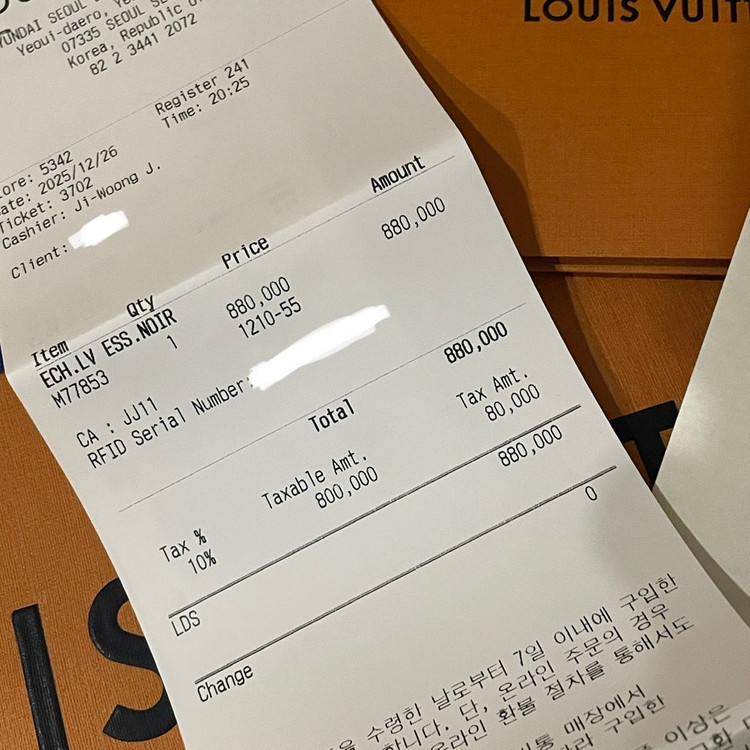 LOUIS VUITT
YUNDAI SEOUL
Yeoui-daero,
07335 SEOUL
Korea, Republic
82 2 3441 2072
Register 241
Time: 20:25
ore: 5342
ate: 2025/12/26
Ticket: 3702
Cashier: Ji-Woong J.
Client:
Item Qty Price Amount
ECH.LV ESS.NOIR
M77853 1 880,000 880,000
1210-55
CA : JJ11
RFID Serial Number:
Total 880,000
Tax % Taxable Amt. Tax Amt.
10% 800,000 80,000
LDS 880,000
Change 0
수령한 날로부터 7일 이내에 구입한
합니다. 단, 온라인 주문의 경우
온라인 환불 절차를 통해서도
매장에서
구입한
이상은
IS
T